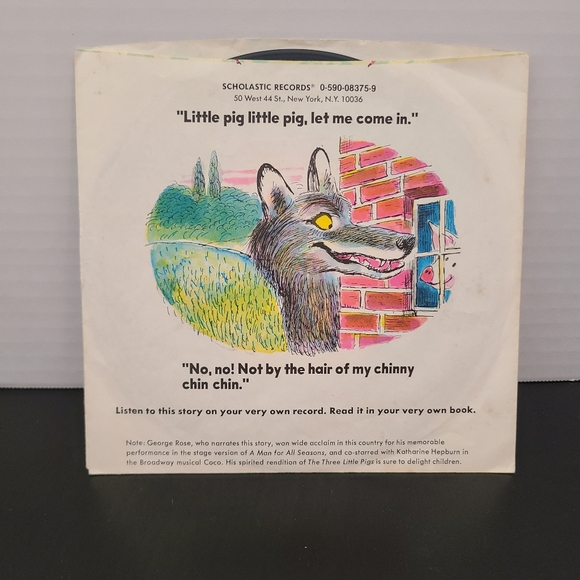 SCHOLASTIC RECORDS® 0-590-08375-9
50 West 44 St., New York, N.Y. 10036
"Little pig little pig, let me come in."
"No, no! Not by the hair of my chinny
chin chin."
Listen to this story on your very own record. Read it in your very own book.
Note: George Rose, who narrates this story, won wide acclaim in this country for his memorable
performance in the stage version of A Man for All Seasons, and co-starred with Katharine Hepburn in
the Broadway musical Coco. His spirited rendition of The Three Little Pigs is sure to delight children.